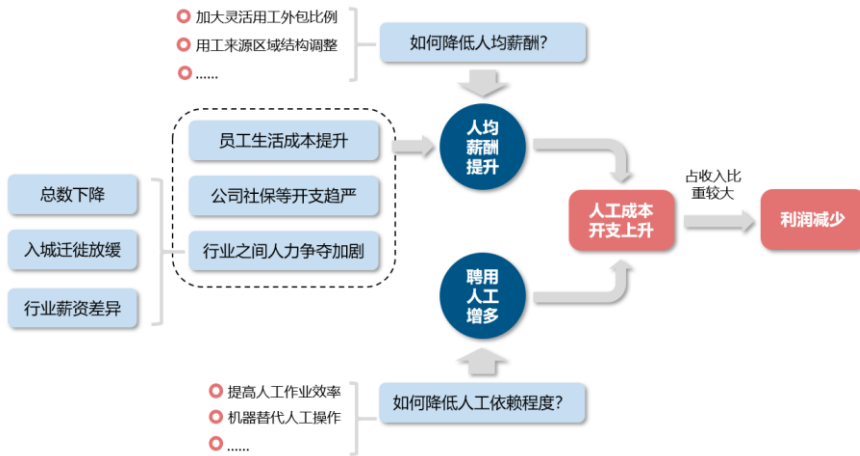 加大灵活用工外包比例
用工来源区域结构调整
......
如何降低人均薪酬？
员工生活成本提升
公司社保等开支趋严
行业之间人力争夺加剧
总数下降
入城迁徙放缓
行业薪资差异
人均
薪酬
提升
聘用
人工
增多
人工成本
开支上升
占收入比
重较大
利润减少
提高人工作业效率
机器替代人工操作
......
如何降低人工依赖程度？